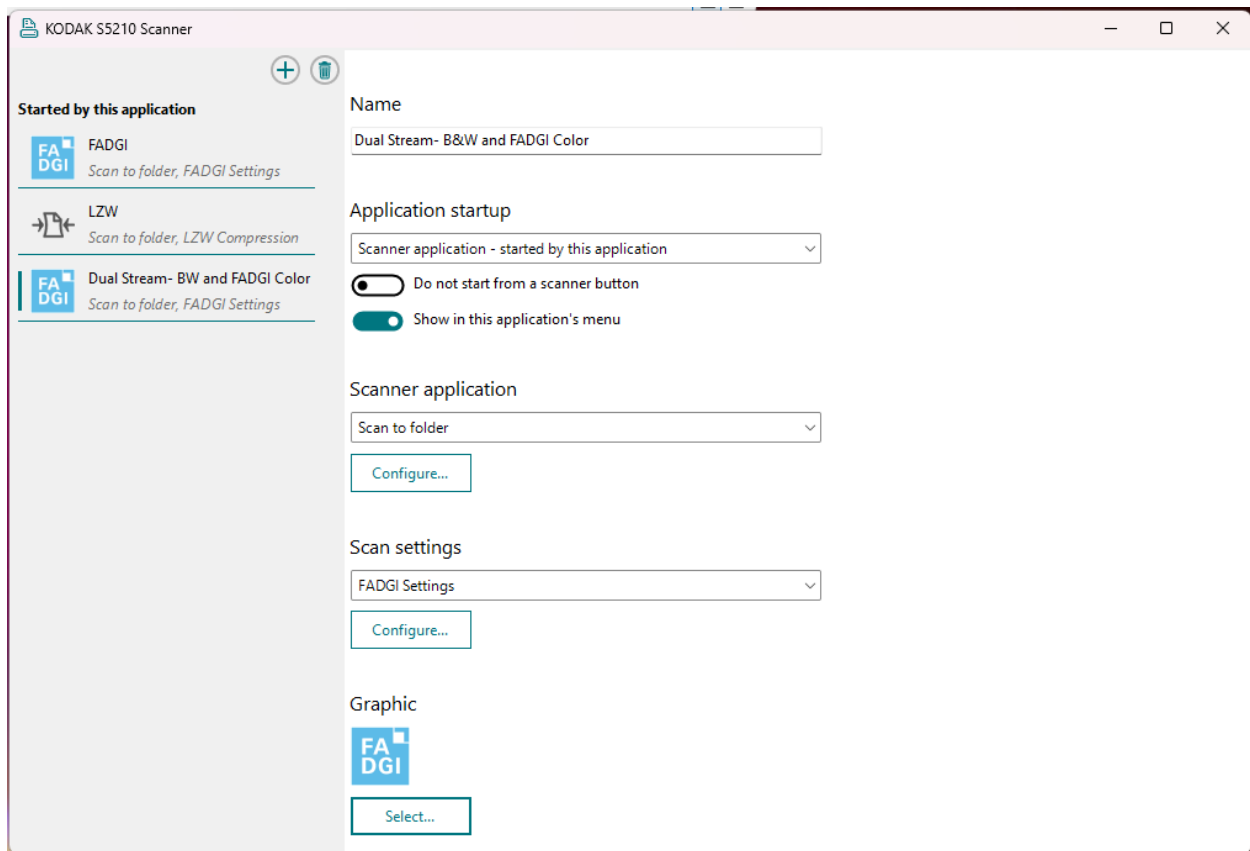 KODAK S5210 Scanner
Started by this application
FA
DGI
FADGI
Scan to folder, FADGI Settings
LZW
Scan to folder, LZW Compression
FA
DGI
Dual Stream- BW and FADGI Color
Scan to folder, FADGI Settings
Name
Dual Stream- B&W and FADGI Color
Application startup
Scanner application - started by this application
Do not start from a scanner button
Show in this application's menu
Scanner application
Scan to folder
Configure...
Scan settings
FADGI Settings
Configure...
Graphic
FA
DGI
Select...